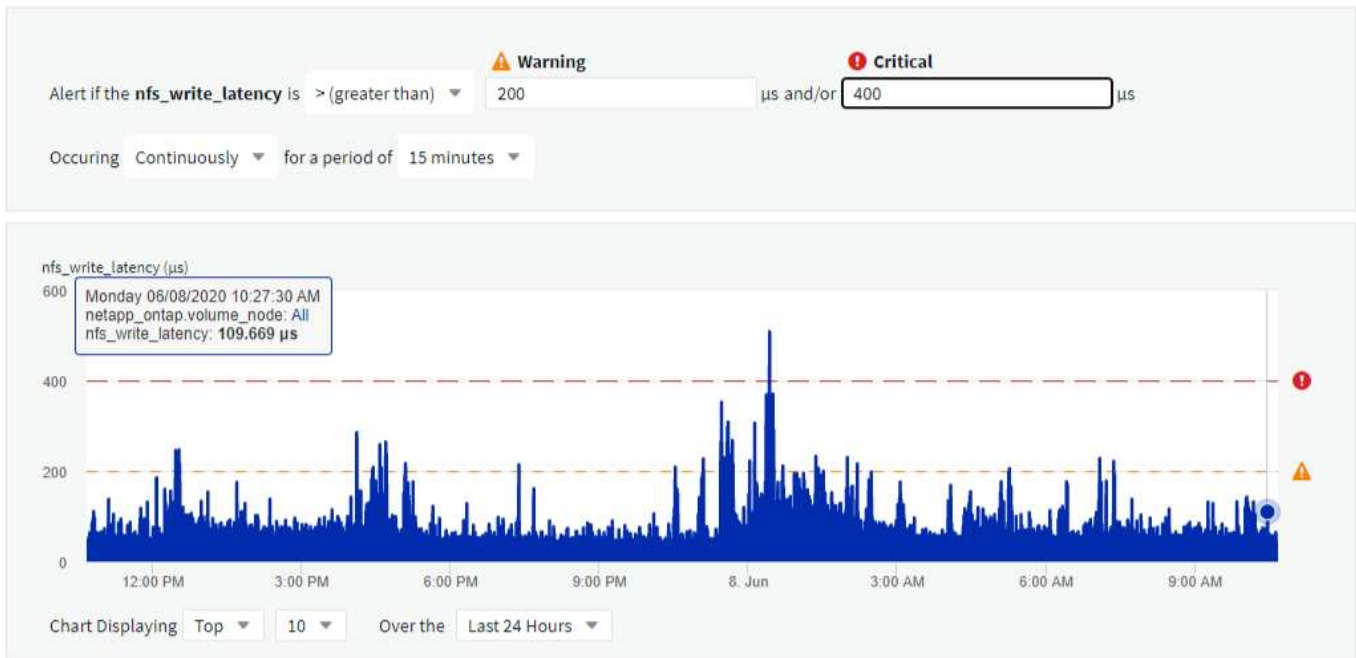 Warning
Critical
Alert if the nfs_write_latency is > (greater than) 200 µs and/or 400 µs
Occuring Continuously for a period of 15 minutes
nfs_write_latency (µs)
600
Monday 06/08/2020 10:27:30 AM
netapp_ontap.volume_node: All
nfs_write_latency: 109.669 µs
400
200
0
12:00 PM 3:00 PM 6:00 PM 9:00 PM 8. Jun 3:00 AM 6:00 AM 9:00 AM
Chart Displaying Top 10 Over the Last 24 Hours